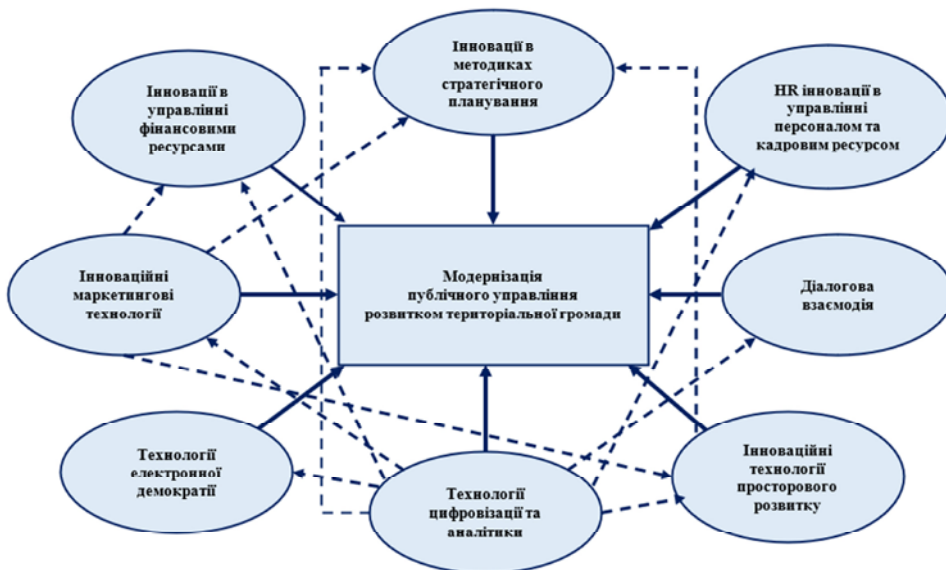 Інновації в
методиках
стратегічного
планування
Інновації в
управлінні
фінансовими
ресурсами
HR інновації в
управлінні
персоналом та
кадровим ресурсом
Інноваційні
маркетингові
технології
Модернізація
публічного управління
розвитком територіальної громади
Діалогова
взаємодія
Технології
електронної
демократії
Технології
цифровізації та
аналітики
Інноваційні
технології
просторового
розвитку